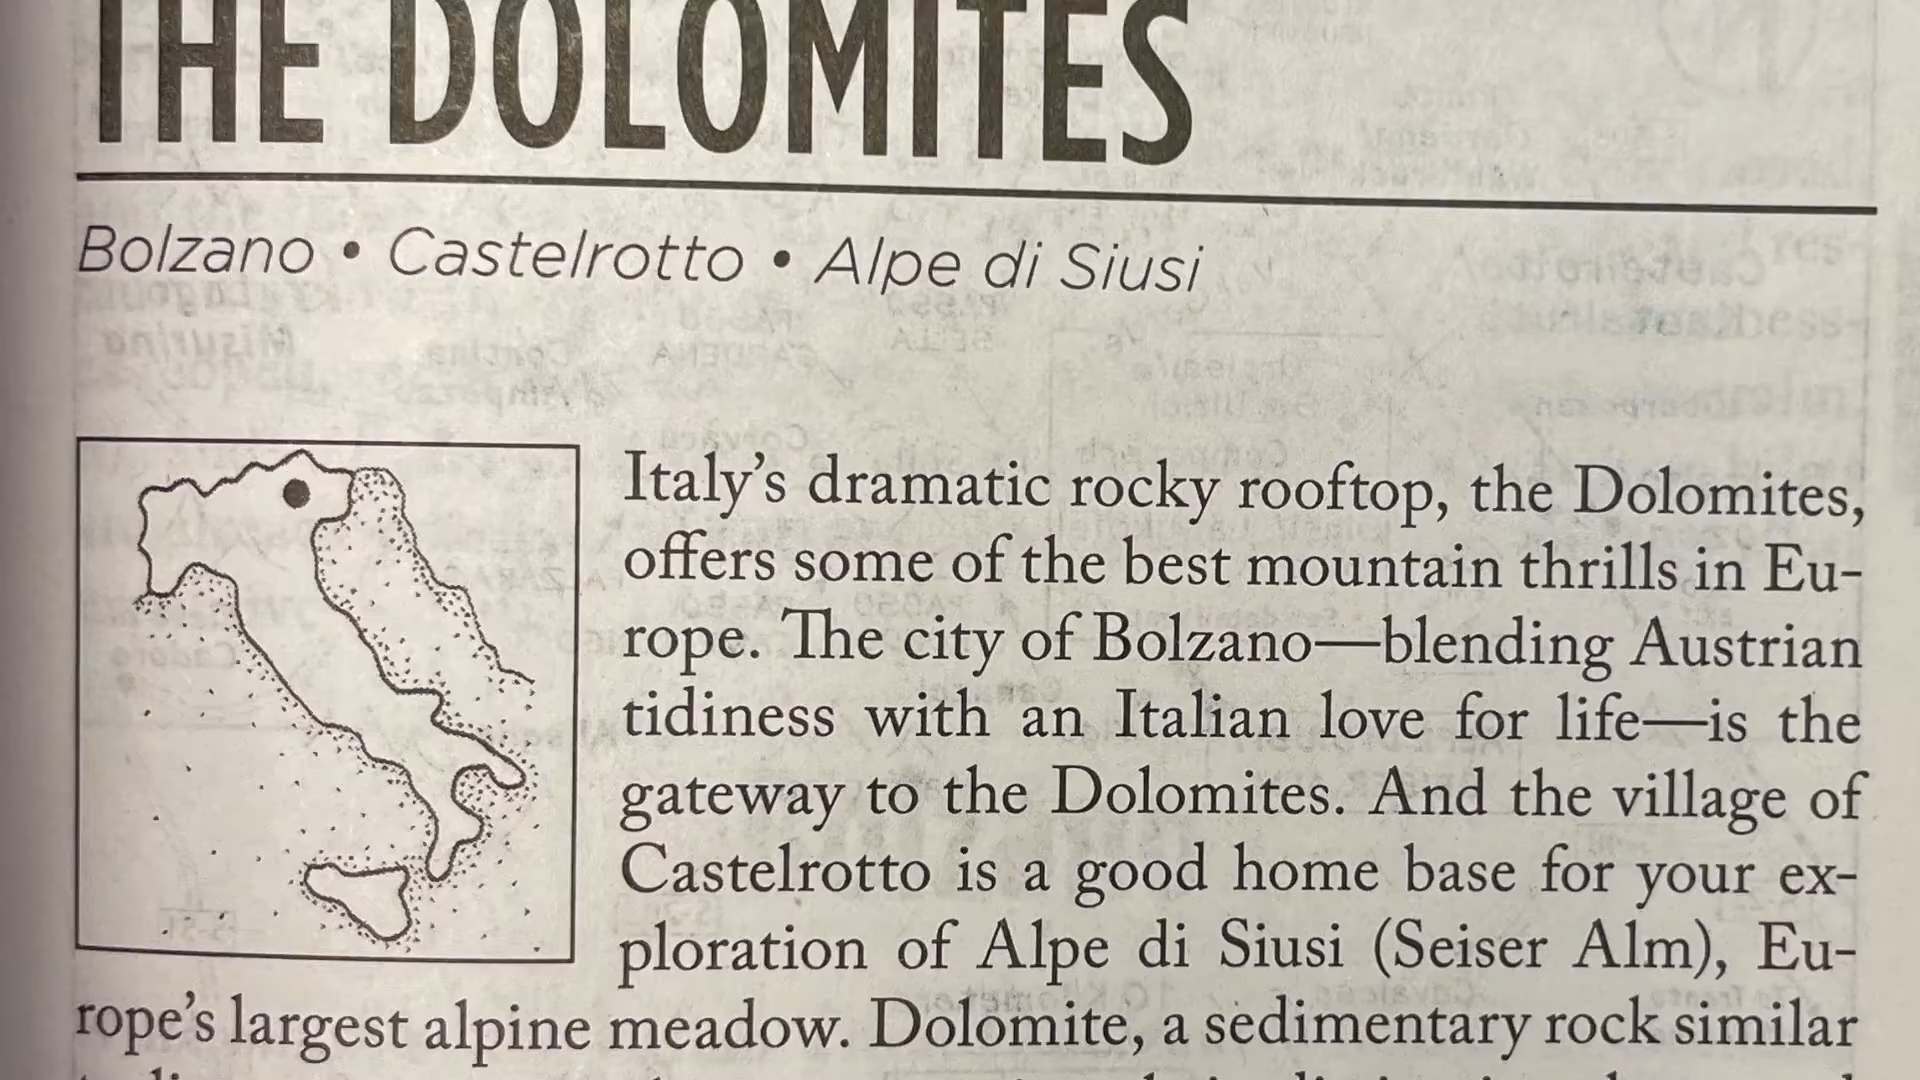 THE DOLOMITES
Bolzano • Castelrotto • Alpe di Siusi
Italy’s dramatic rocky rooftop, the Dolomites,
offers some of the best mountain thrills in Eu-
rope. The city of Bolzano—blending Austrian
tidiness with an Italian love for life—is the
gateway to the Dolomites. And the village of
Castelrotto is a good home base for your ex-
ploration of Alpe di Siusi (Seiser Alm), Eu-
rope’s largest alpine meadow. Dolomite, a sedimentary rock similar